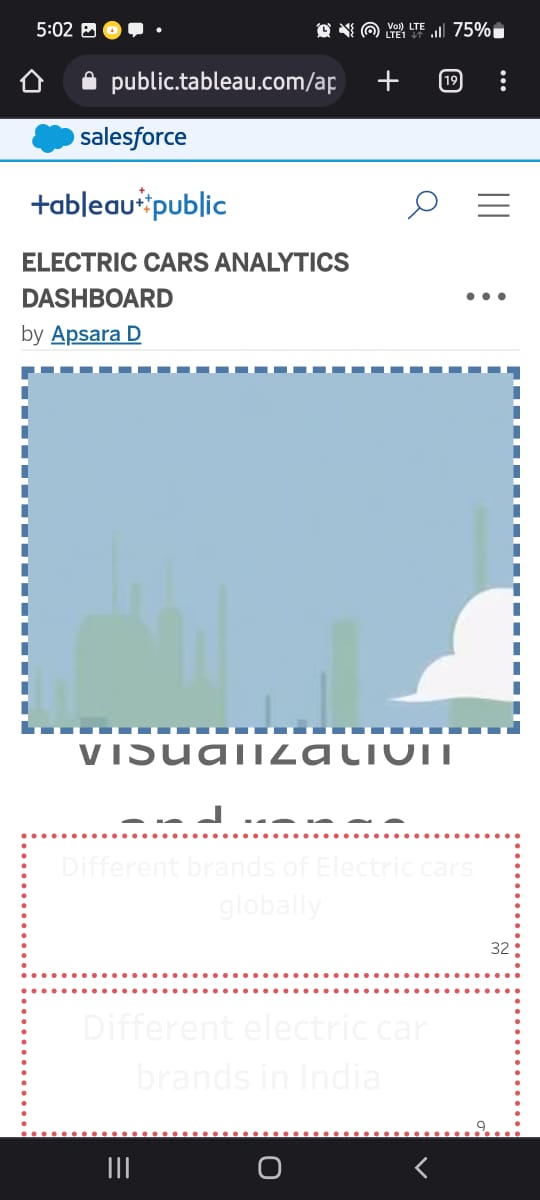 5:02
Vo)) LTE
LTE1
75%
public.tableau.com/ap
19
salesforce
+ableau public
ELECTRIC CARS ANALYTICS
DASHBOARD
by Apsara D
visualization
and range
Different brands of Electric cars
globally
32
Different electric car
brands in India
9